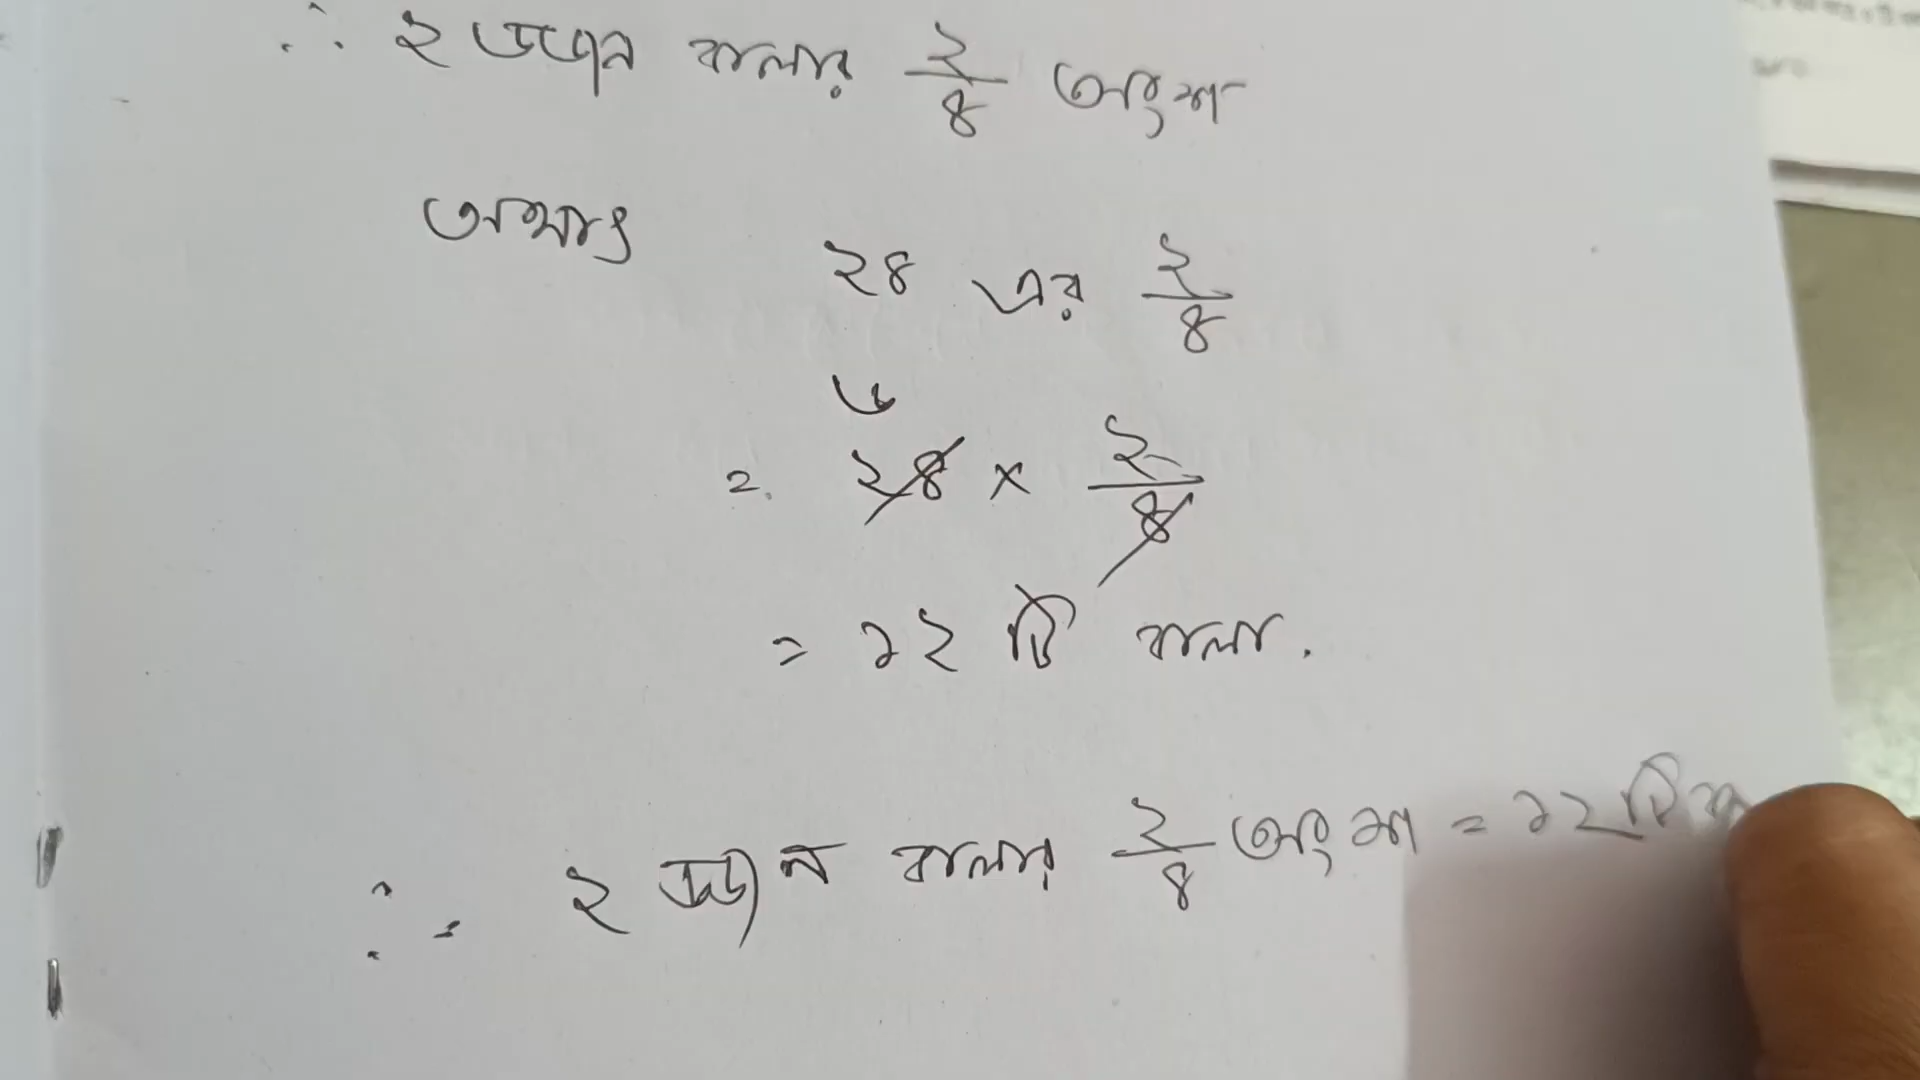 ∴ ২ ডজন কলার ২/৪ অংশ
অথাৎ
২৪ এর ২/৪
৬
= ২৪ × ২/৪
= ১২ টি কলা.
∴ ২ ডজন কলার ২/৪ অংশ = ১২ টি